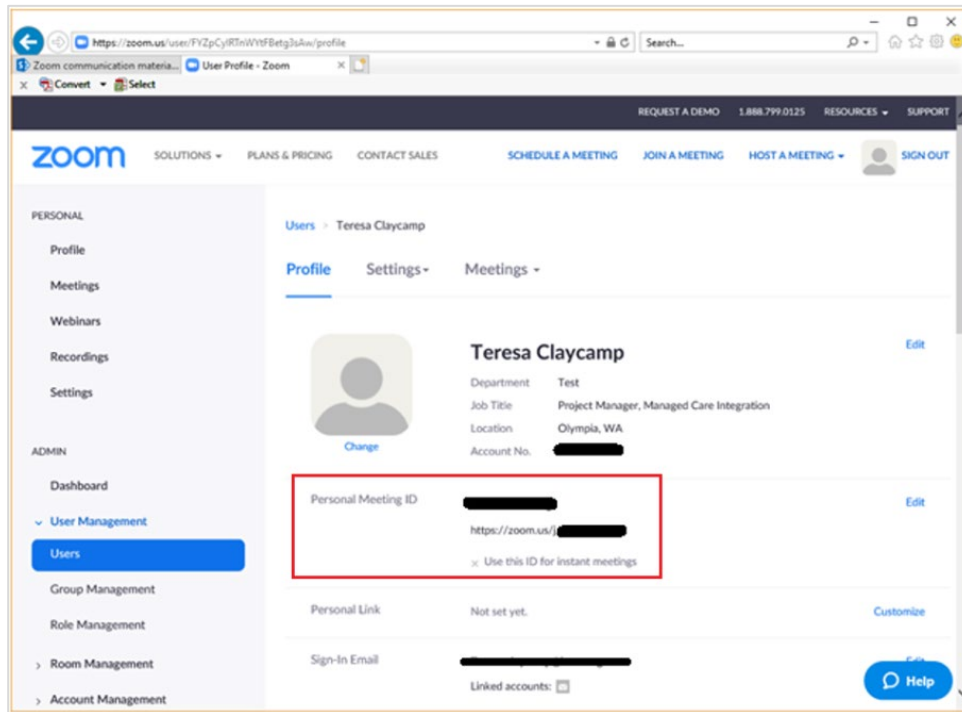 https://zoom.us/user/FYZpCylRTnWYtFBetg3sAw/profile
Search...
Zoom communication materia...
User Profile - Zoom
Convert
Select
REQUEST A DEMO 1.888.799.0125 RESOURCES SUPPORT
zoom SOLUTIONS PLANS & PRICING CONTACT SALES SCHEDULE A MEETING JOIN A MEETING HOST A MEETING SIGN OUT
PERSONAL
Profile
Meetings
Webinars
Recordings
Settings
ADMIN
Dashboard
User Management
Users
Group Management
Role Management
Room Management
Account Management
Users > Teresa Claycamp
Profile Settings Meetings
Change
Teresa Claycamp Edit
Department Test
Job Title Project Manager, Managed Care Integration
Location Olympia, WA
Account No.
Personal Meeting ID Edit
https://zoom.us/j
× Use this ID for instant meetings
Personal Link Not set yet. Customize
Sign-In Email
Linked accounts:
Help